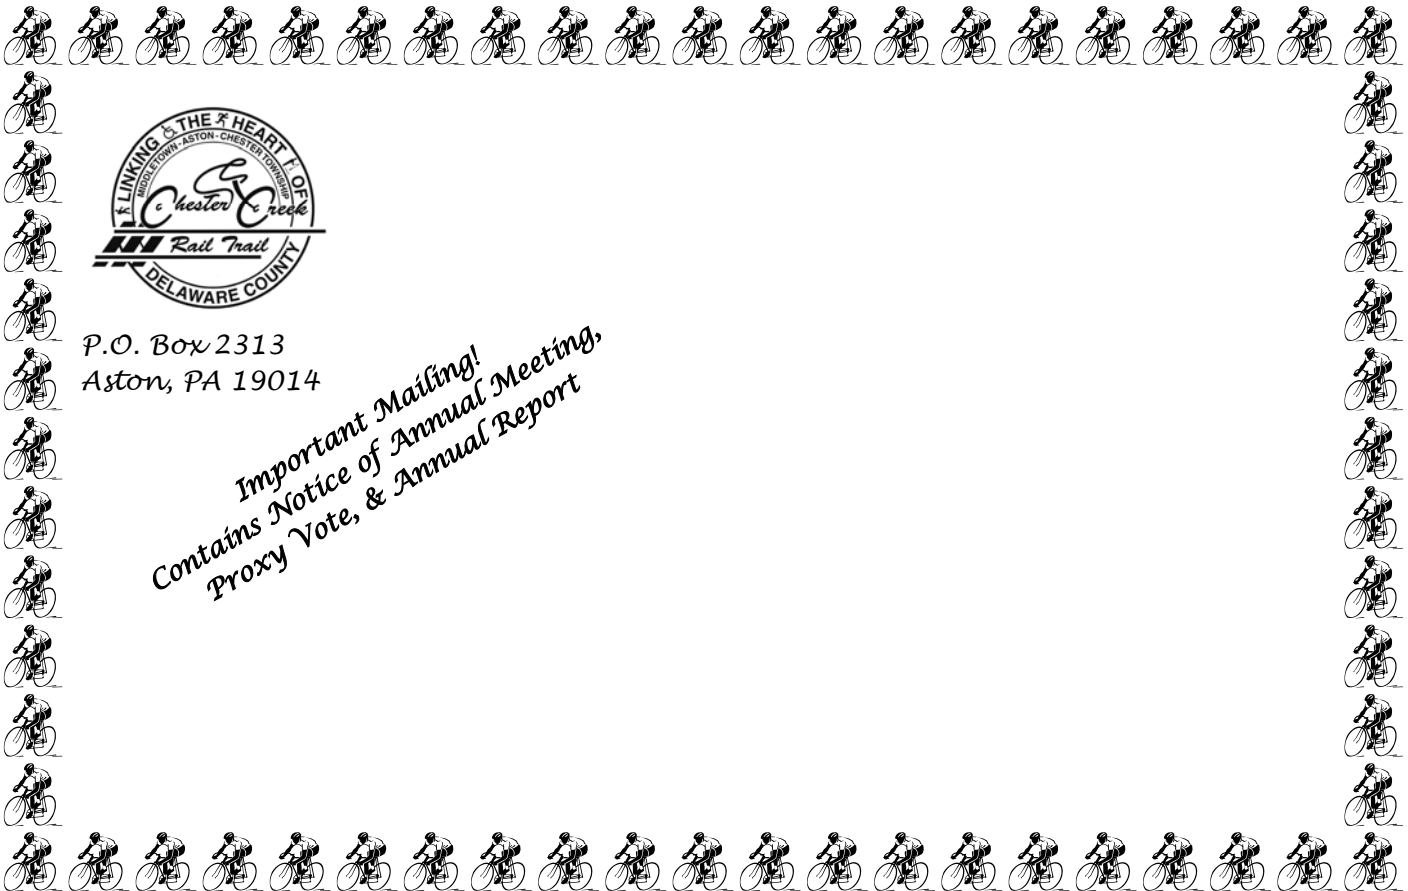 LINKING THE HEART OF
MIDDLETOWN-ASTON-CHESTER TOWNSHIP
Chester Creek
Rail Trail
DELAWARE COUNTY
P.O. Box 2313
Aston, PA 19014
Important Mailing!
Contains Notice of Annual Meeting,
Proxy Vote, & Annual Report